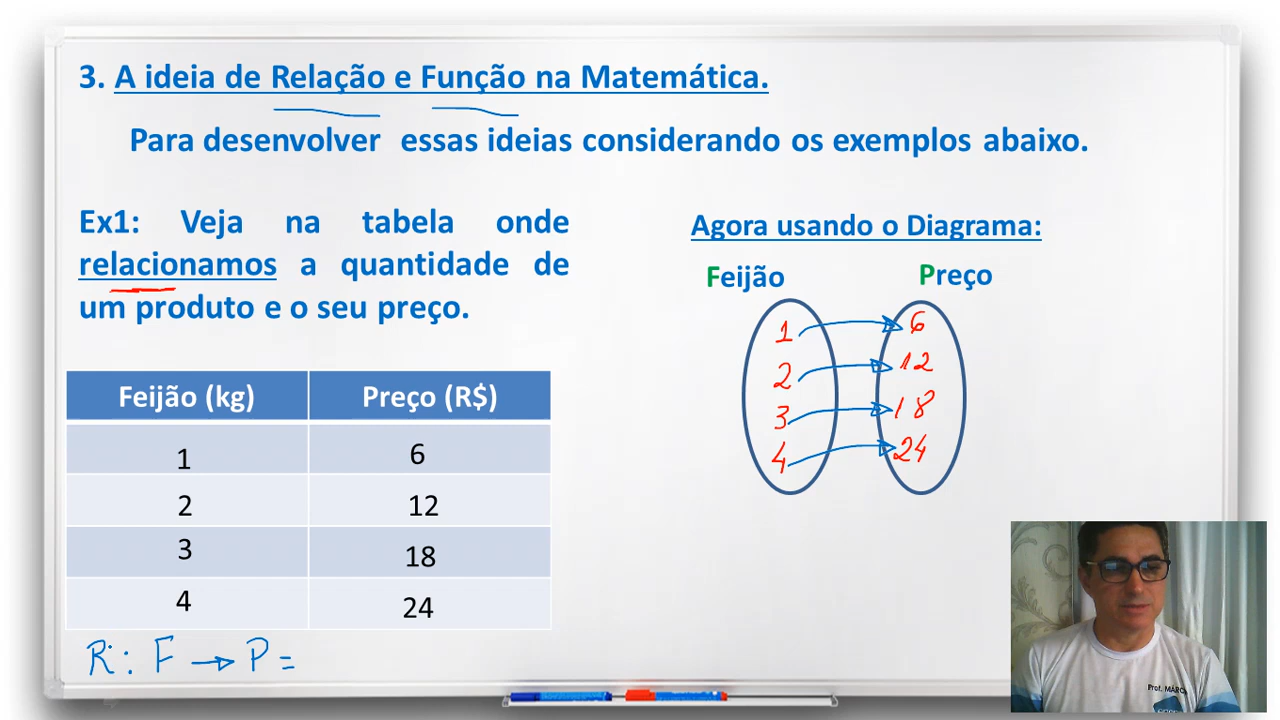 3. A ideia de Relação e Função na Matemática.
Para desenvolver essas ideias considerando os exemplos abaixo.
Ex1: Veja na tabela onde
relacionamos a quantidade de
um produto e o seu preço.
Feijão (kg) Preço (R$)
1 6
2 12
3 18
4 24
R: F → P =
Agora usando o Diagrama:
Feijão Preço
1 6
2 12
3 18
4 24
Prof. MÁRC